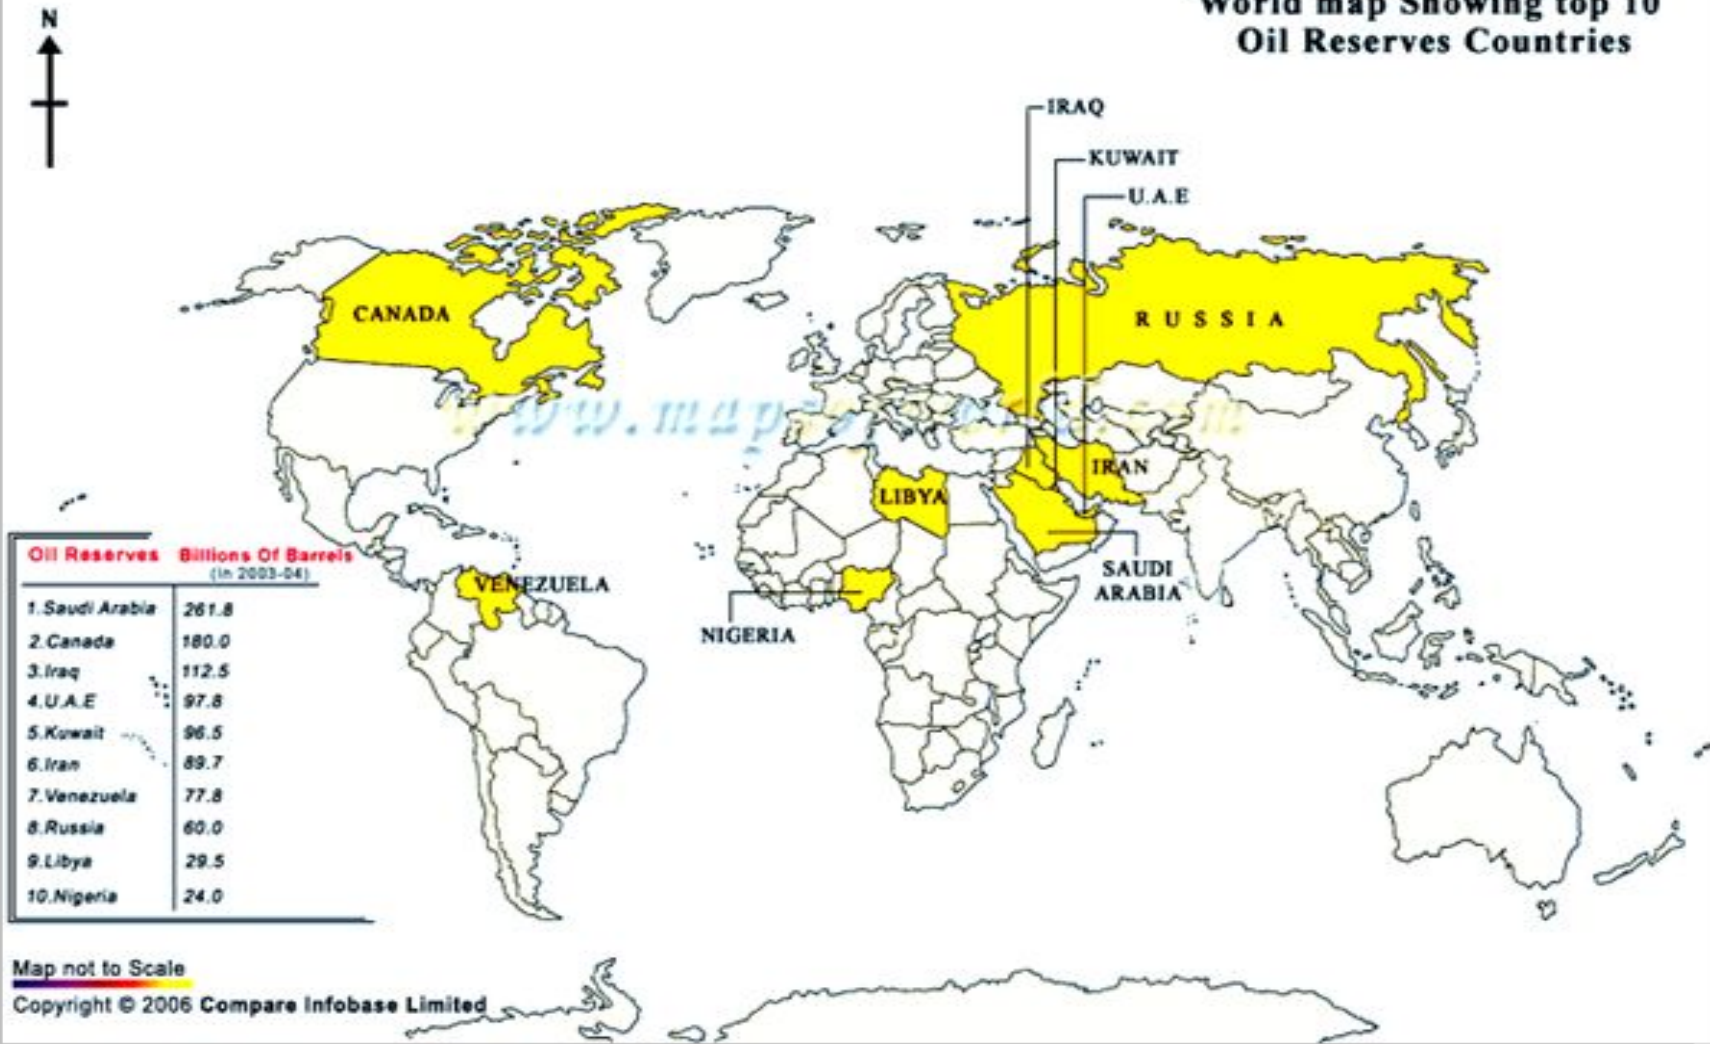 N
World map Showing top 10
Oil Reserves Countries
IRAQ
KUWAIT
U.A.E
CANADA
RUSSIA
IRAN
LIBYA
SAUDI
ARABIA
VENEZUELA
NIGERIA
Oil Reserves Billions Of Barrels
(in 2003-04)
1.Saudi Arabia 261.8
2.Canada 180.0
3.Iraq 112.5
4.U.A.E 97.8
5.Kuwait 96.5
6.Iran 89.7
7.Venezuela 77.8
8.Russia 60.0
9.Libya 29.5
10.Nigeria 24.0
Map not to Scale
Copyright © 2006 Compare Infobase Limited